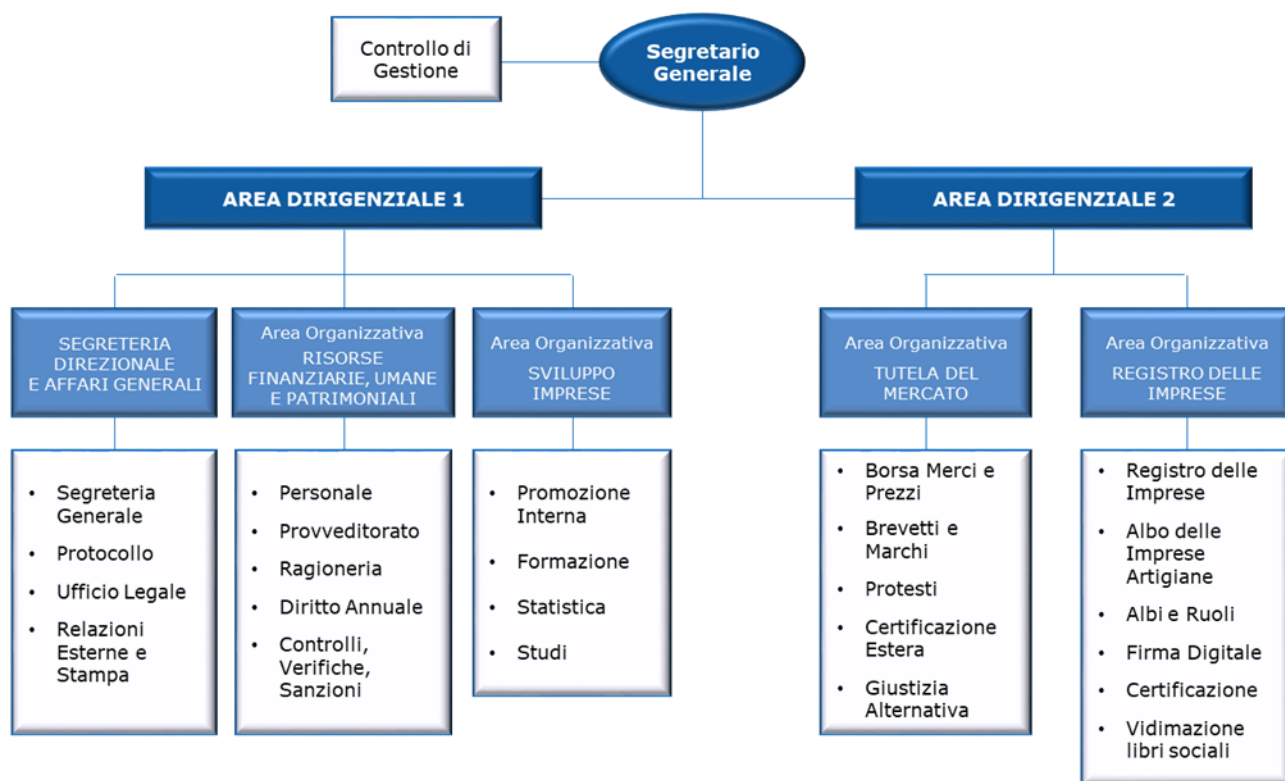 Controllo di
Gestione
Segretario
Generale
AREA DIRIGENZIALE 1
AREA DIRIGENZIALE 2
SEGRETERIA
DIREZIONALE
E AFFARI GENERALI
Area Organizzativa
RISORSE
FINANZIARIE, UMANE
E PATRIMONIALI
Area Organizzativa
SVILUPPO
IMPRESE
Area Organizzativa
TUTELA DEL
MERCATO
Area Organizzativa
REGISTRO DELLE
IMPRESE
• Segreteria
Generale
• Protocollo
• Ufficio Legale
• Relazioni
Esterne e
Stampa
• Personale
• Provveditorato
• Ragioneria
• Diritto Annuale
• Controlli,
Verifiche,
Sanzioni
• Promozione
Interna
• Formazione
• Statistica
• Studi
• Borsa Merci e
Prezzi
• Brevetti e
Marchi
• Protesti
• Certificazione
Estera
• Giustizia
Alternativa
• Registro delle
Imprese
• Albo delle
Imprese
Artigiane
• Albi e Ruoli
• Firma Digitale
• Certificazione
• Vidimazione
libri sociali